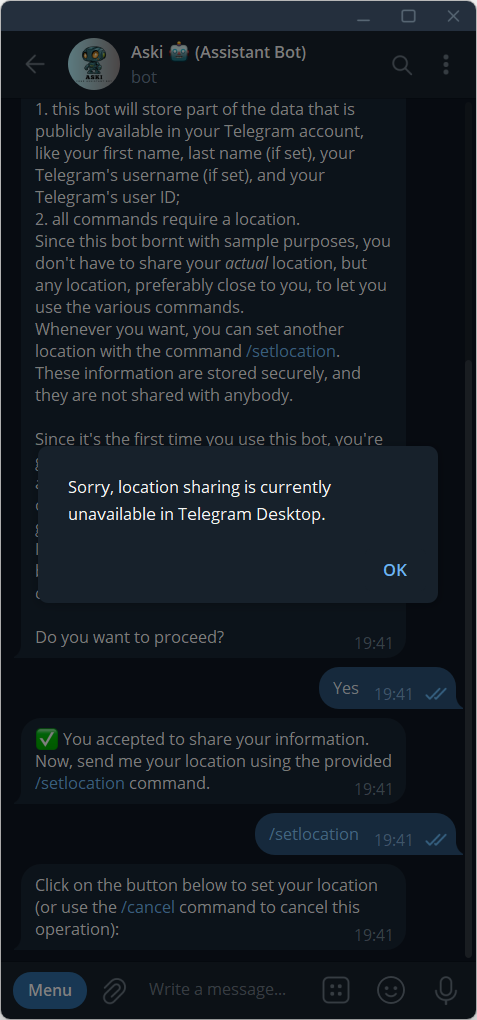 Aski 🤖 (Assistant Bot)
bot
ASKI
1. this bot will store part of the data that is
publicly available in your Telegram account,
like your first name, last name (if set), your
Telegram's username (if set), and your
Telegram's user ID;
2. all commands require a location.
Since this bot bornt with sample purposes, you
don't have to share your actual location, but
any location, preferably close to you, to let you
use the various commands.
Whenever you want, you can set another
location with the command /setlocation.
These information are stored securely, and
they are not shared with anybody.
Since it's the first time you use this bot, you're
Sorry, location sharing is currently
unavailable in Telegram Desktop.
OK
Do you want to proceed?
19:41
Yes
19:41
✅ You accepted to share your information.
Now, send me your location using the provided
/setlocation command.
19:41
/setlocation
19:41
Click on the button below to set your location
(or use the /cancel command to cancel this
operation):
19:41
Menu
Write a message...